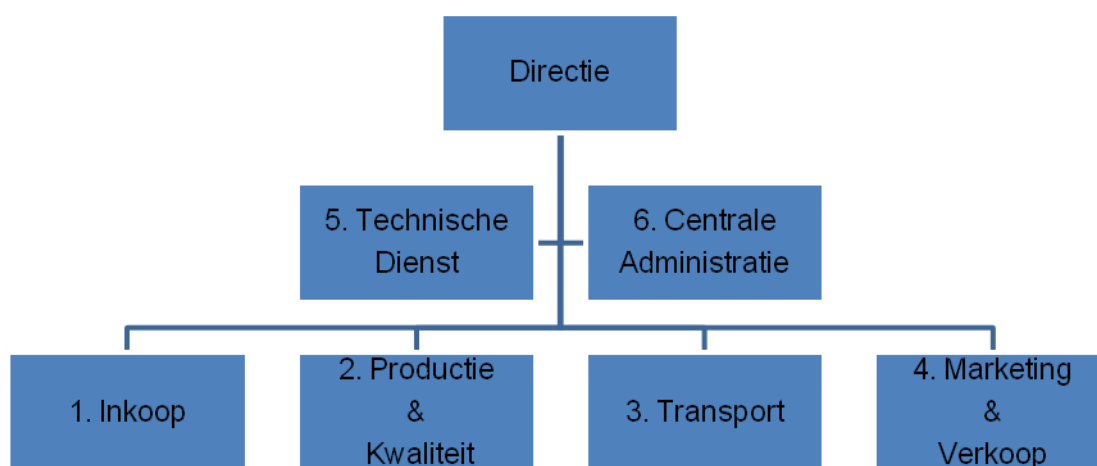 Directie
5. Technische
Dienst
6. Centrale
Administratie
1. Inkoop
2. Productie
&
Kwaliteit
3. Transport
4. Marketing
&
Verkoop